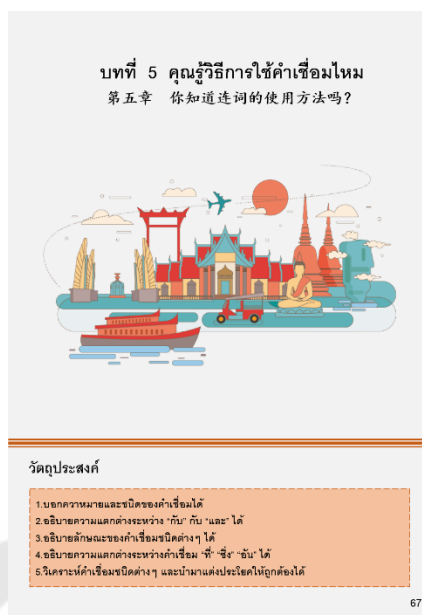 บทที่ 5 คุณรู้วิธีการใช้คำเชื่อมไหม
第五章 你知道连词的使用方法吗?
วัตถุประสงค์
1.บอกความหมายและชนิดของคำเชื่อมได้
2.อธิบายความแตกต่างระหว่าง "กับ" กับ "และ" ได้
3.อธิบายลักษณะของคำเชื่อมชนิดต่างๆ ได้
4.อธิบายความแตกต่างระหว่างคำเชื่อม "ที่" "ซึ่ง" "อัน" ได้
5.วิเคราะห์คำเชื่อมชนิดต่างๆ และนำมาแต่งประโยคให้ถูกต้องได้
67